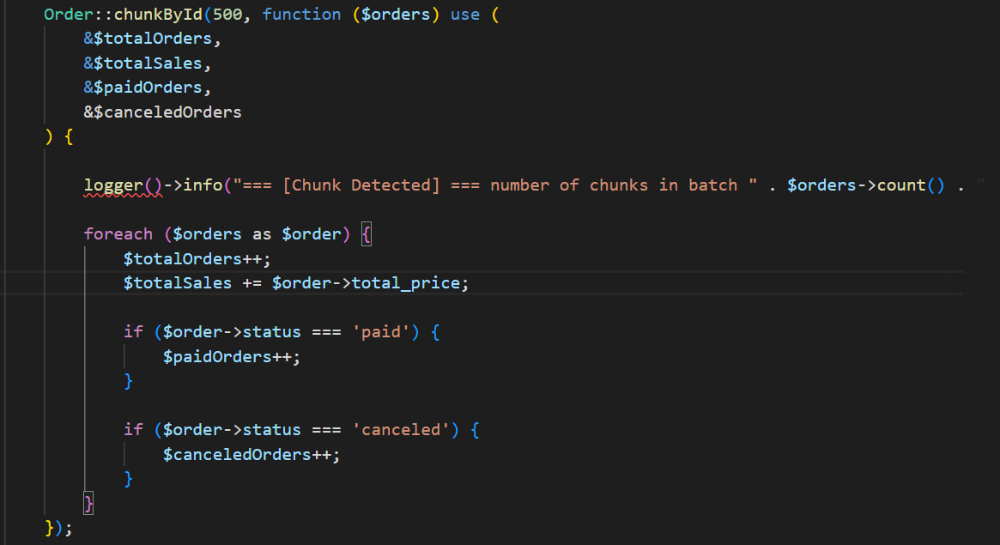 Order::chunkById(500, function ($orders) use (
&$totalOrders,
&$totalSales,
&$paidOrders,
&$canceledOrders
) {
logger()->info("=== [Chunk Detected] === number of chunks in batch " . $orders->count() . "
foreach ($orders as $order) {
$totalOrders++;
$totalSales += $order->total_price;
if ($order->status === 'paid') {
$paidOrders++;
}
if ($order->status === 'canceled') {
$canceledOrders++;
}
}
});